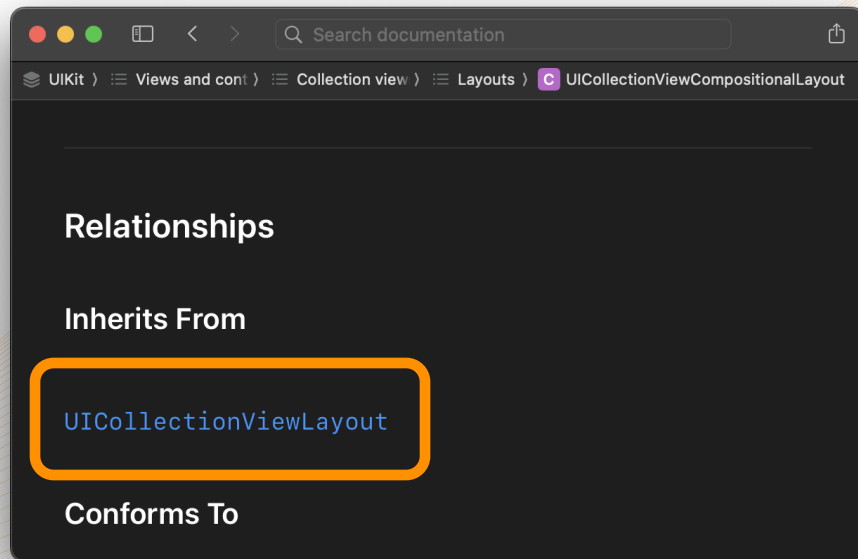 Search documentation
UIKit 〉 Views and cont 〉 Collection view 〉 Layouts 〉 C UICollectionViewCompositionalLayout
Relationships
Inherits From
UICollectionViewLayout
Conforms To